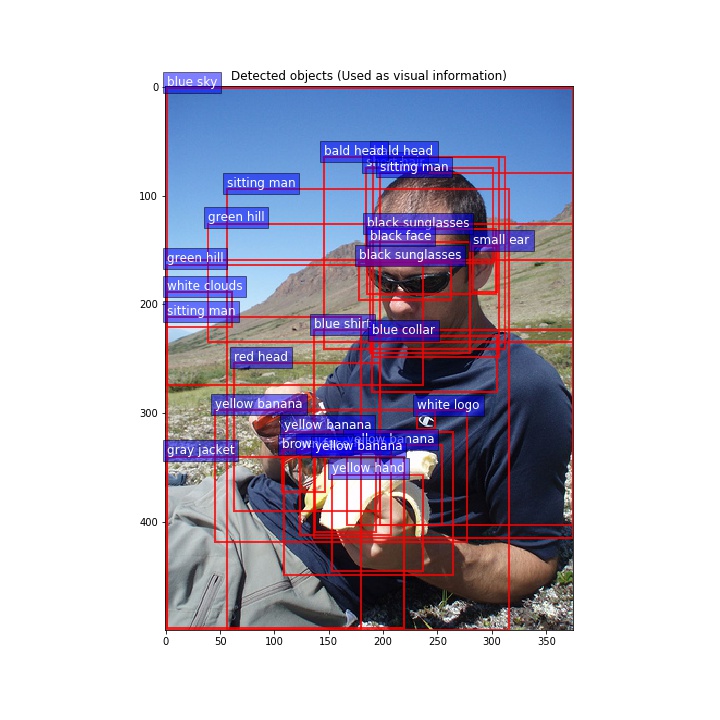 Detected objects (Used as visual information)
0
blue sky
bald head
bald head
sitting man
100
sitting man
green hill
black sunglasses
black face
small ear
black sunglasses
green hill
white clouds
200
sitting man
blue shirt
blue collar
red head
300
yellow banana
white logo
yellow banana
yellow banana
yellow banana
gray jacket
yellow hand
400
0 50 100 150 200 250 300 350